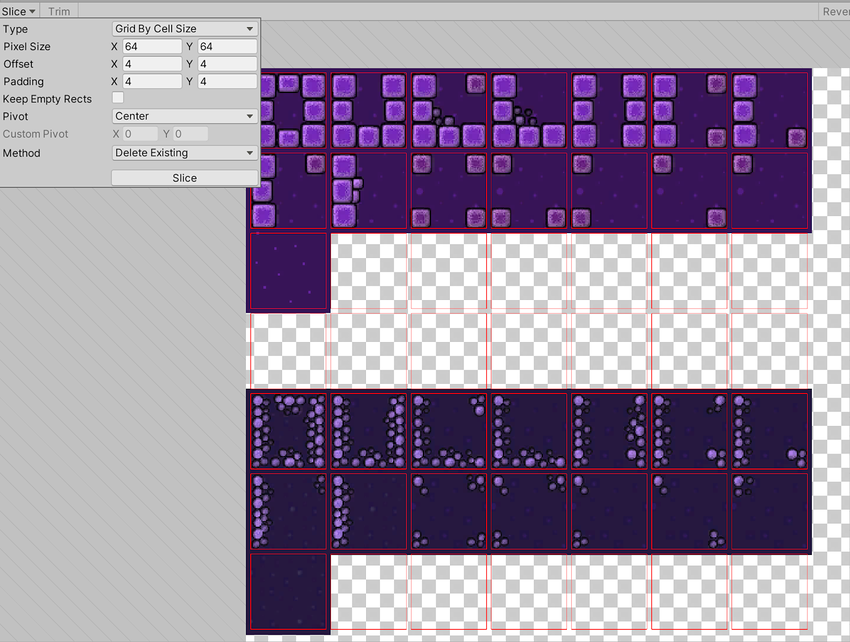 Slice Trim Rever
Type Grid By Cell Size
Pixel Size X 64 Y 64
Offset X 4 Y 4
Padding X 4 Y 4
Keep Empty Rects
Pivot Center
Custom Pivot X 0 Y 0
Method Delete Existing
Slice